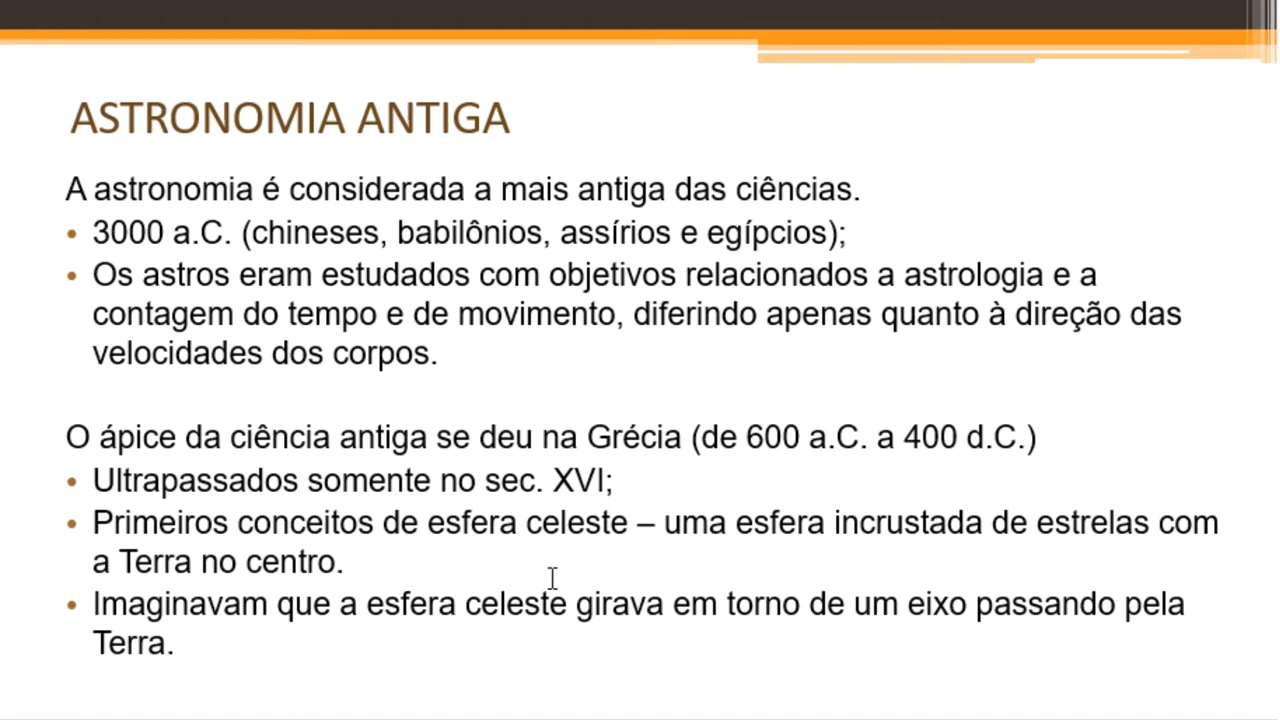 ASTRONOMIA ANTIGA
A astronomia é considerada a mais antiga das ciências.
• 3000 a.C. (chineses, babilônios, assírios e egípcios);
• Os astros eram estudados com objetivos relacionados a astrologia e a
contagem do tempo e de movimento, diferindo apenas quanto à direção das
velocidades dos corpos.
O ápice da ciência antiga se deu na Grécia (de 600 a.C. a 400 d.C.)
• Ultrapassados somente no sec. XVI;
• Primeiros conceitos de esfera celeste – uma esfera incrustada de estrelas com
a Terra no centro.
• Imaginavam que a esfera celeste girava em torno de um eixo passando pela
Terra.